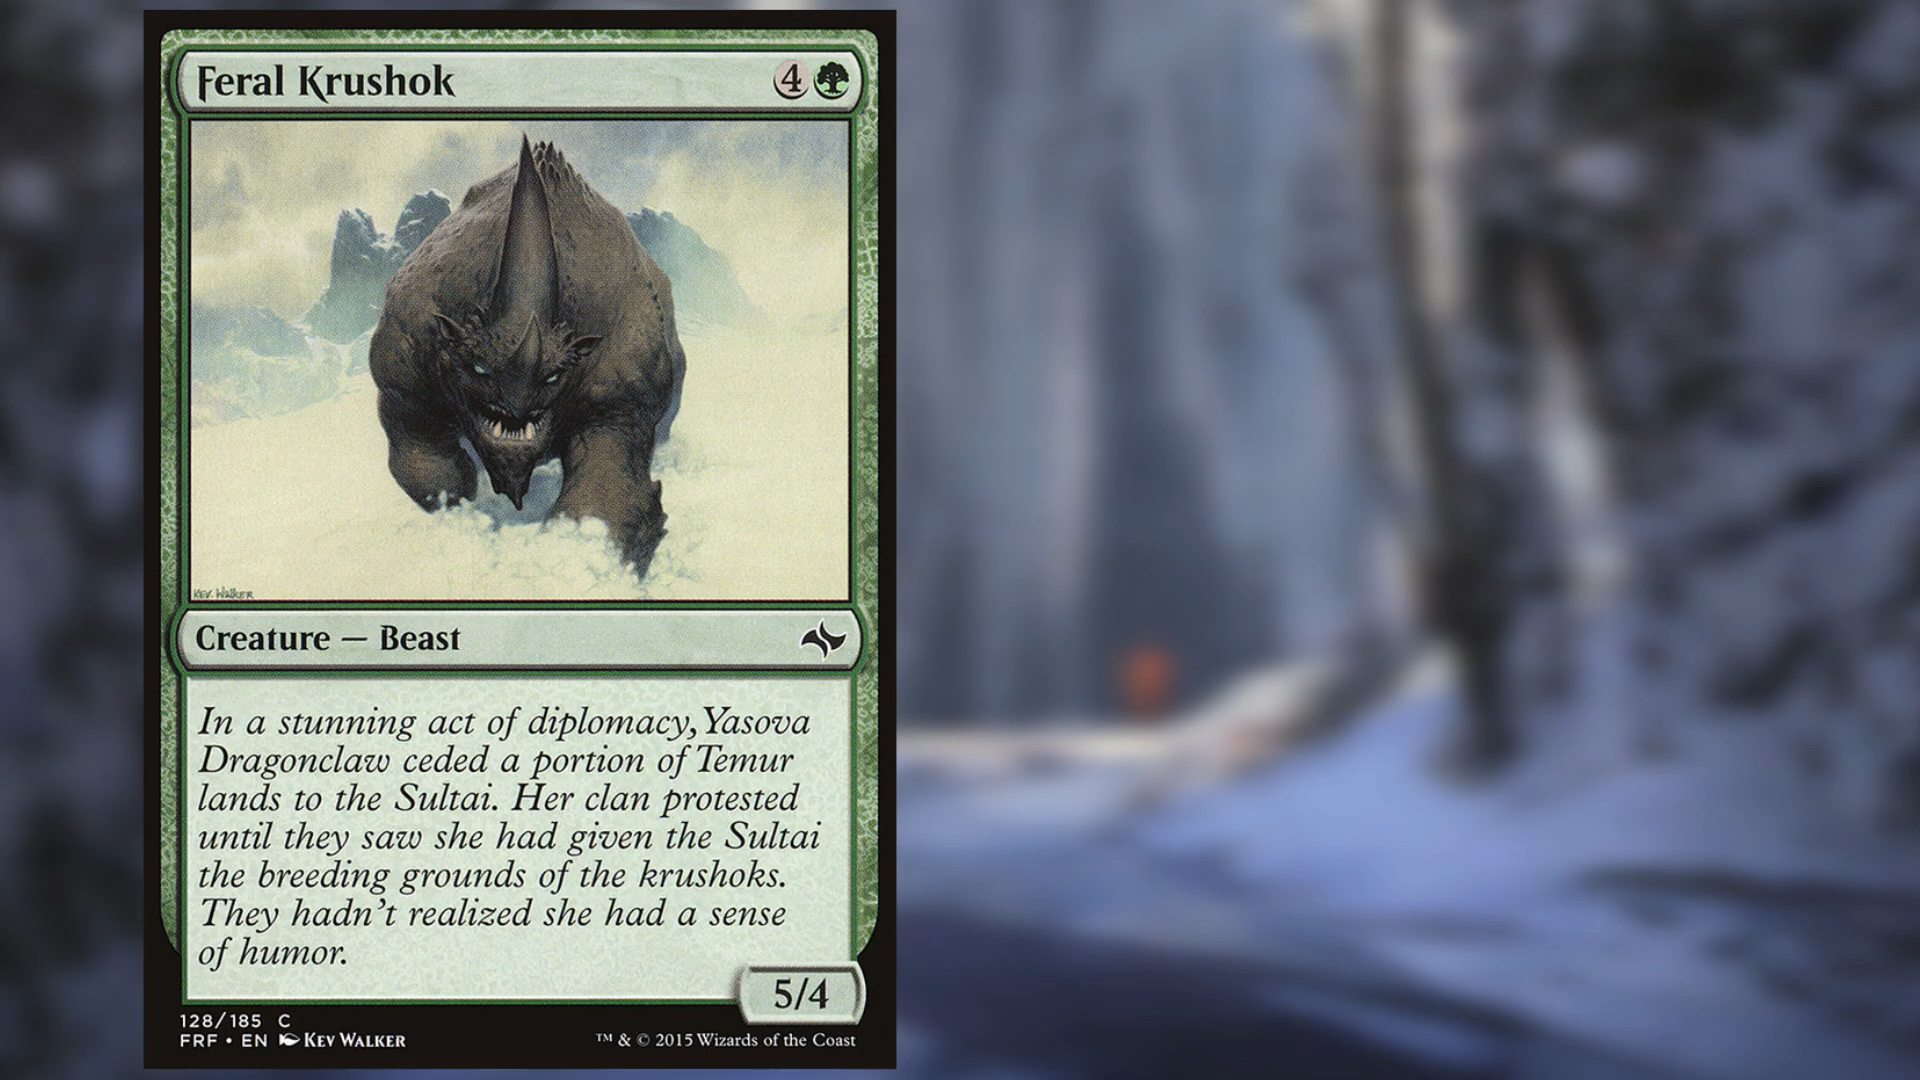 Feral Krushok
4
KEV. WALKER
Creature — Beast
In a stunning act of diplomacy, Yasova
Dragonclaw ceded a portion of Temur
lands to the Sultai. Her clan protested
until they saw she had given the Sultai
the breeding grounds of the krushoks.
They hadn't realized she had a sense
of humor.
5/4
128/185 C
FRF • EN Kev Walker
™ & © 2015 Wizards of the Coast